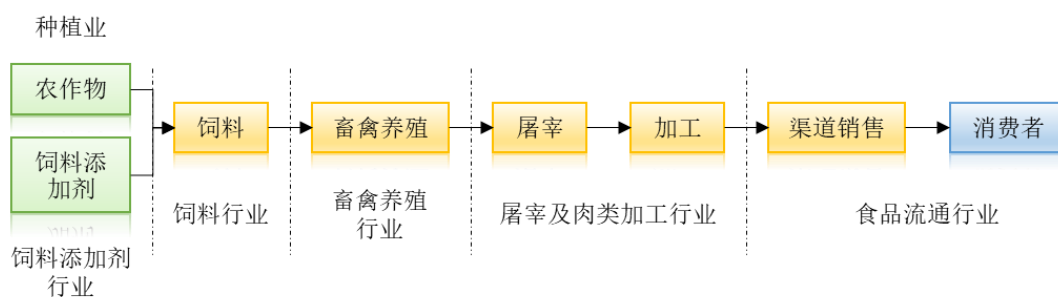 种植业
农作物
饲料添
加剂
饲料
畜禽养殖
屠宰
加工
渠道销售
消费者
饲料添加剂
行业
饲料行业
畜禽养殖
行业
屠宰及肉类加工行业
食品流通行业